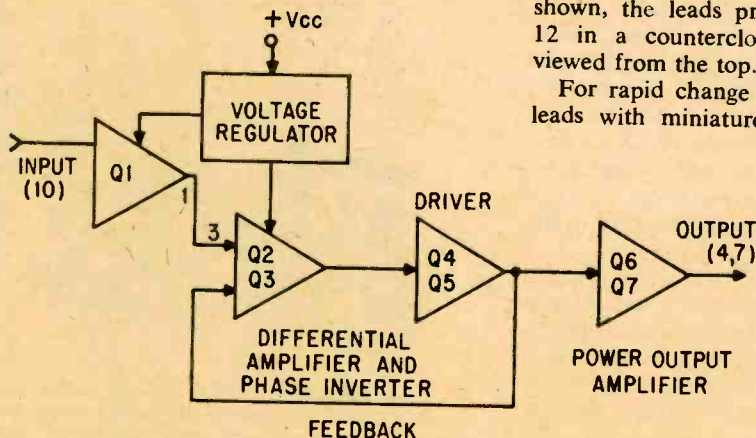 shown, the leads pr
12 in a counterclo
viewed from the top.
For rapid change
leads with miniature
+Vcc
VOLTAGE
REGULATOR
INPUT
(10)
Q1
1
3
Q2
Q3
DIFFERENTIAL
AMPLIFIER AND
PHASE INVERTER
DRIVER
Q4
Q5
OUTPUT
(4,7)
Q6
Q7
POWER OUTPUT
AMPLIFIER
FEEDBACK